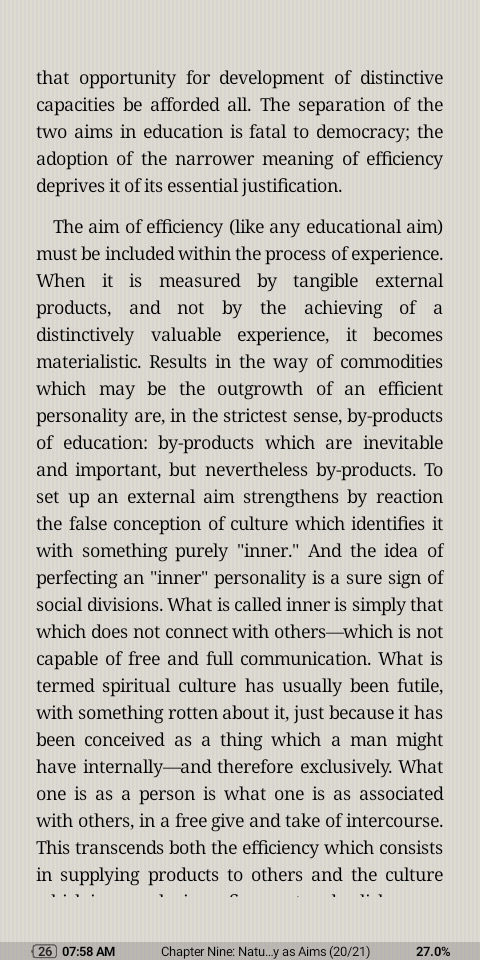 that opportunity for development of distinctive
capacities be afforded all. The separation of the
two aims in education is fatal to democracy; the
adoption of the narrower meaning of efficiency
deprives it of its essential justification.
The aim of efficiency (like any educational aim)
must be included within the process of experience.
When it is measured by tangible external
products, and not by the achieving of a
distinctively valuable experience, it becomes
materialistic. Results in the way of commodities
which may be the outgrowth of an efficient
personality are, in the strictest sense, by-products
of education: by-products which are inevitable
and important, but nevertheless by-products. To
set up an external aim strengthens by reaction
the false conception of culture which identifies it
with something purely "inner." And the idea of
perfecting an "inner" personality is a sure sign of
social divisions. What is called inner is simply that
which does not connect with others—which is not
capable of free and full communication. What is
termed spiritual culture has usually been futile,
with something rotten about it, just because it has
been conceived as a thing which a man might
have internally—and therefore exclusively. What
one is as a person is what one is as associated
with others, in a free give and take of intercourse.
This transcends both the efficiency which consists
in supplying products to others and the culture
26 07:58 AM Chapter Nine: Natu...y as Aims (20/21) 27.0%